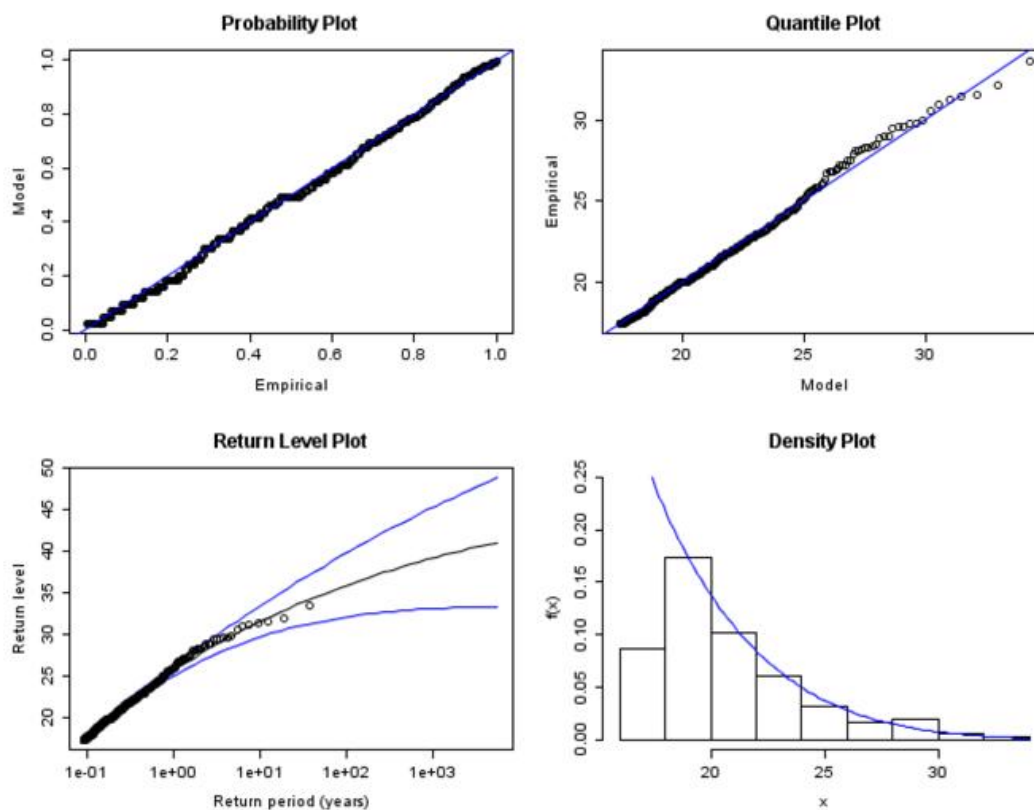 Probability Plot
Model
0.0 0.2 0.4 0.6 0.8 1.0
0.0 0.2 0.4 0.6 0.8 1.0
Empirical
Quantile Plot
Empirical
20 25 30
20 25 30
Model
Return Level Plot
Return level
20 25 30 35 40 45 50
1e-01 1e+00 1e+01 1e+02 1e+03
Return period (years)
Density Plot
f(x)
0.00 0.05 0.10 0.15 0.20 0.25
20 25 30
x